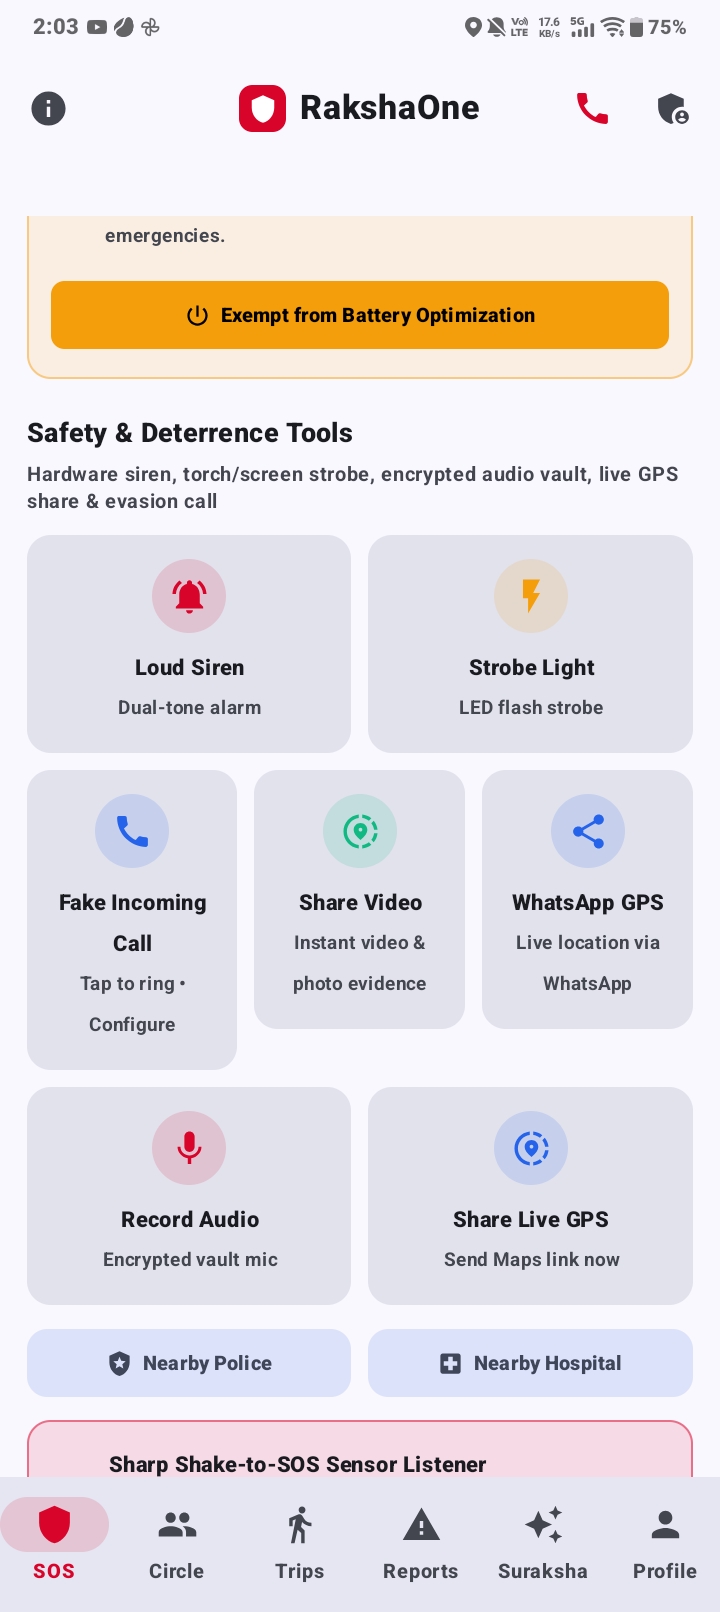 2:03
Vo) LTE 17.6 KB/s 5G 75%
RakshaOne
emergencies.
Exempt from Battery Optimization
Safety & Deterrence Tools
Hardware siren, torch/screen strobe, encrypted audio vault, live GPS
share & evasion call
Loud Siren
Dual-tone alarm
Strobe Light
LED flash strobe
Fake Incoming
Call
Tap to ring •
Configure
Share Video
Instant video &
photo evidence
WhatsApp GPS
Live location via
WhatsApp
Record Audio
Encrypted vault mic
Share Live GPS
Send Maps link now
Nearby Police
Nearby Hospital
Sharp Shake-to-SOS Sensor Listener
SOS
Circle
Trips
Reports
Suraksha
Profile